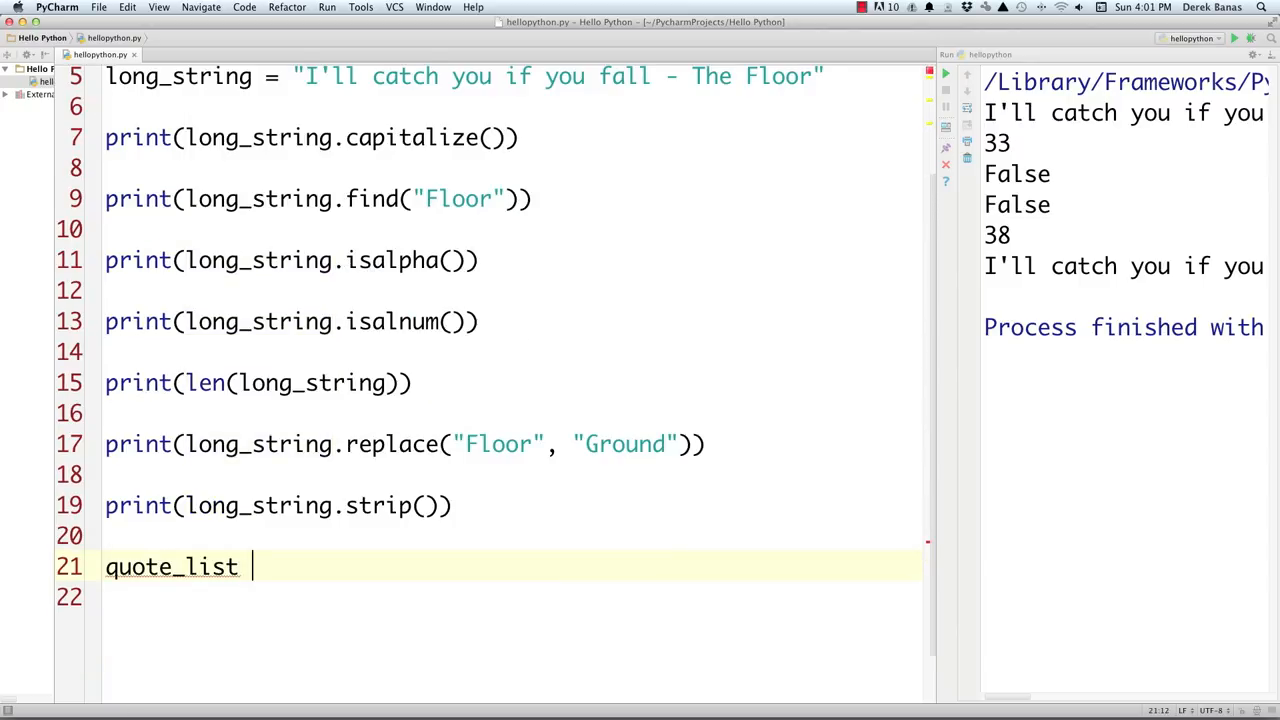 PyCharm File Edit View Navigate Code Refactor Run Tools VCS Window Help 10 Sun 4:01 PM Derek Banas
hellopython.py - Hello Python - [~/PycharmProjects/Hello Python]
Hello Python hellopython.py hellopython
hellopython.py Run hellopython
Hello P
hell
Externa
5 long_string = "I'll catch you if you fall - The Floor"
6
7 print(long_string.capitalize())
8
9 print(long_string.find("Floor"))
10
11 print(long_string.isalpha())
12
13 print(long_string.isalnum())
14
15 print(len(long_string))
16
17 print(long_string.replace("Floor", "Ground"))
18
19 print(long_string.strip())
20
21 quote_list
22
/Library/Frameworks/Py
I'll catch you if you
33
False
False
38
I'll catch you if you
Process finished with
21:12 LF UTF-8